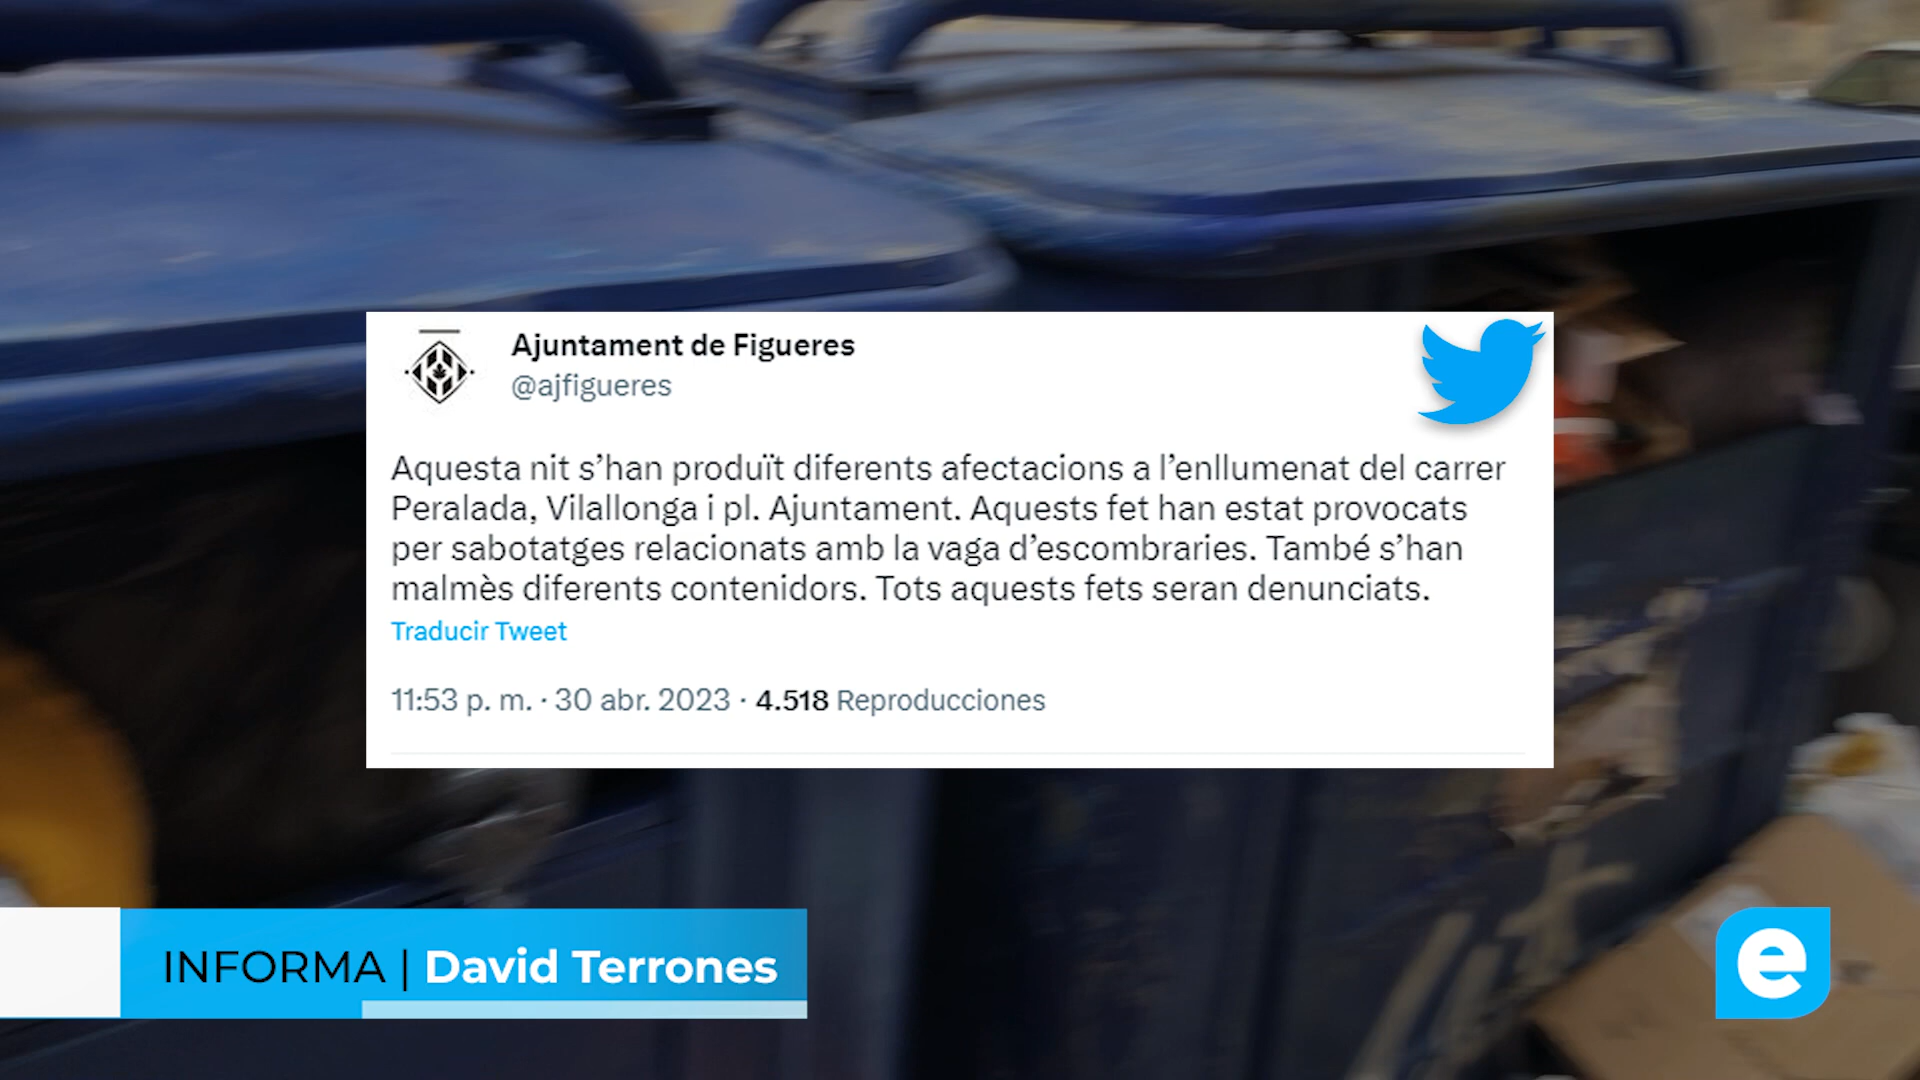 Ajuntament de Figueres
@ajfigueres
Aquesta nit s’han produït diferents afectacions a l’enllumenat del carrer
Peralada, Vilallonga i pl. Ajuntament. Aquests fet han estat provocats
per sabotatges relacionats amb la vaga d’escombraries. També s’han
malmès diferents contenidors. Tots aquests fets seran denunciats.
Traducir Tweet
11:53 p. m. · 30 abr. 2023 · 4.518 Reproducciones
INFORMA | David Terrones
e